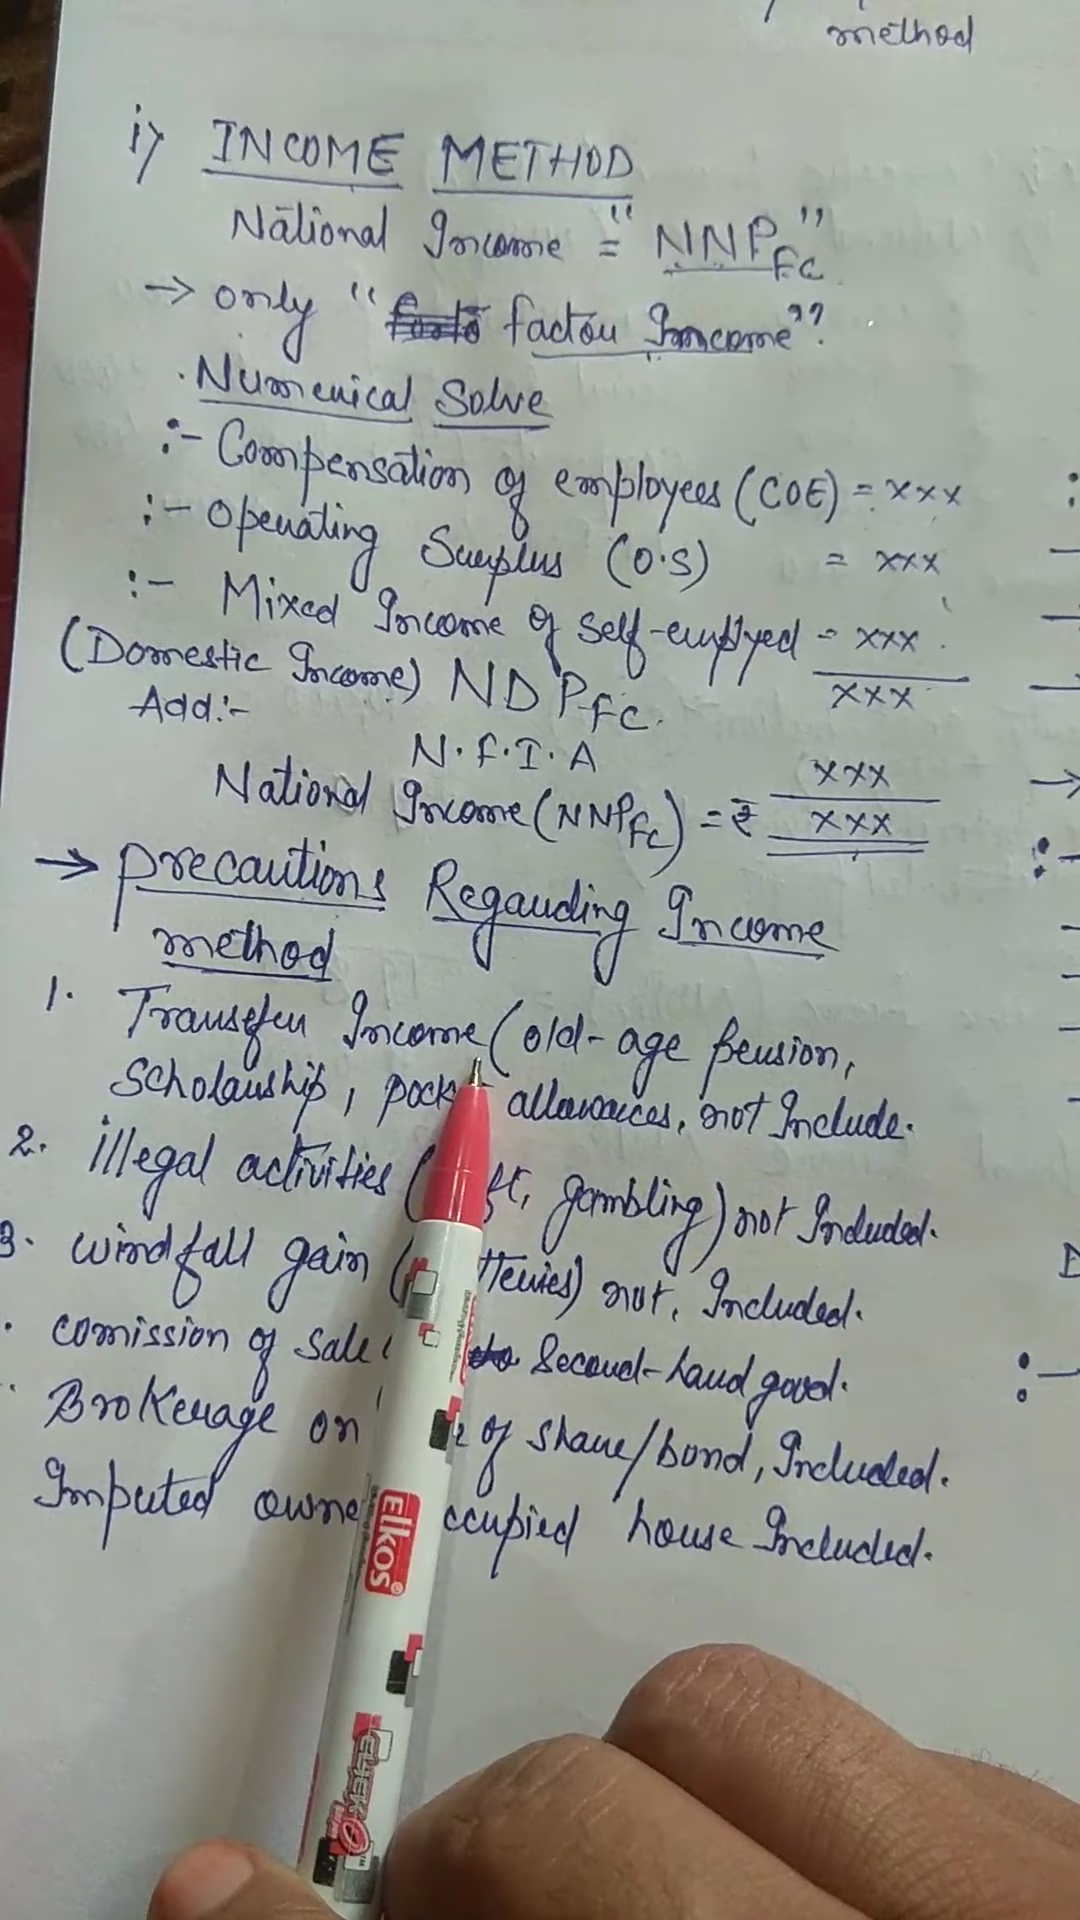 method
i) INCOME METHOD
National Income = "NNPFC"
→ only " factor Income".
Numerical Solve
:- Compensation of employees (COE) = xxx
:- Operating Surplus (O.S) = xxx
:- Mixed Income of self-emplyed = xxx
(Domestic Income) NDPFC. xxx
Add:-
N.F.I.A xxx
National Income (NNPFC) = ₹ xxx
→ precautions Regarding Income
method
1. Transfer Income (old-age pension,
Scholarship, pock allowances, not Include.
2. illegal activities ( ft, gambling) not Included.
3. windfall gain ( tteries) not, Included.
. comission of sale Second-hand good.
Brokerage on of share/bond, Included.
Imputed owne ccupied house Included.
elkos